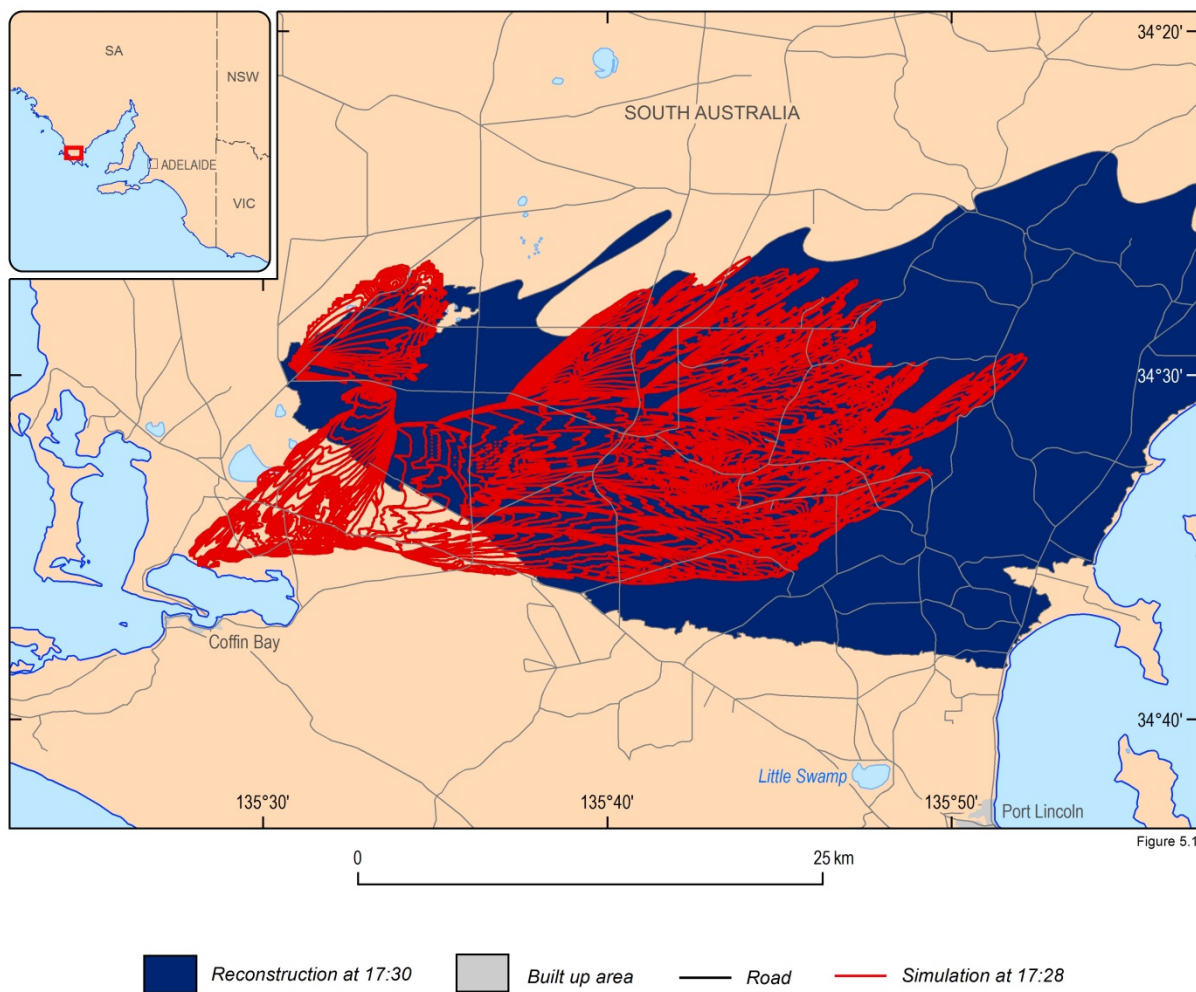 SA
NSW
ADELAIDE
VIC
34°20'
SOUTH AUSTRALIA
34°30'
Coffin Bay
34°40'
Little Swamp
135°30'
135°40'
135°50'
Port Lincoln
Figure 5.1
0
25 km
Reconstruction at 17:30
Built up area
Road
Simulation at 17:28